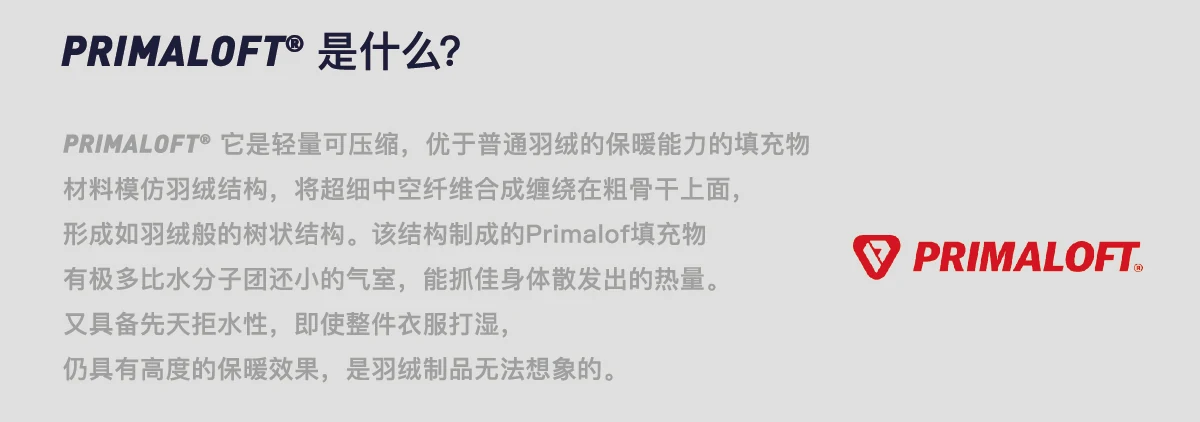 PRIMALOFT® 是什么?
PRIMALOFT® 它是轻量可压缩，优于普通羽绒的保暖能力的填充物
材料模仿羽绒结构，将超细中空纤维合成缠绕在粗骨干上面，
形成如羽绒般的树状结构。该结构制成的Primalof填充物
有极多比水分子团还小的气室，能抓佳身体散发出的热量。
又具备先天拒水性，即使整件衣服打湿，
仍具有高度的保暖效果，是羽绒制品无法想象的。
PRIMALOFT®